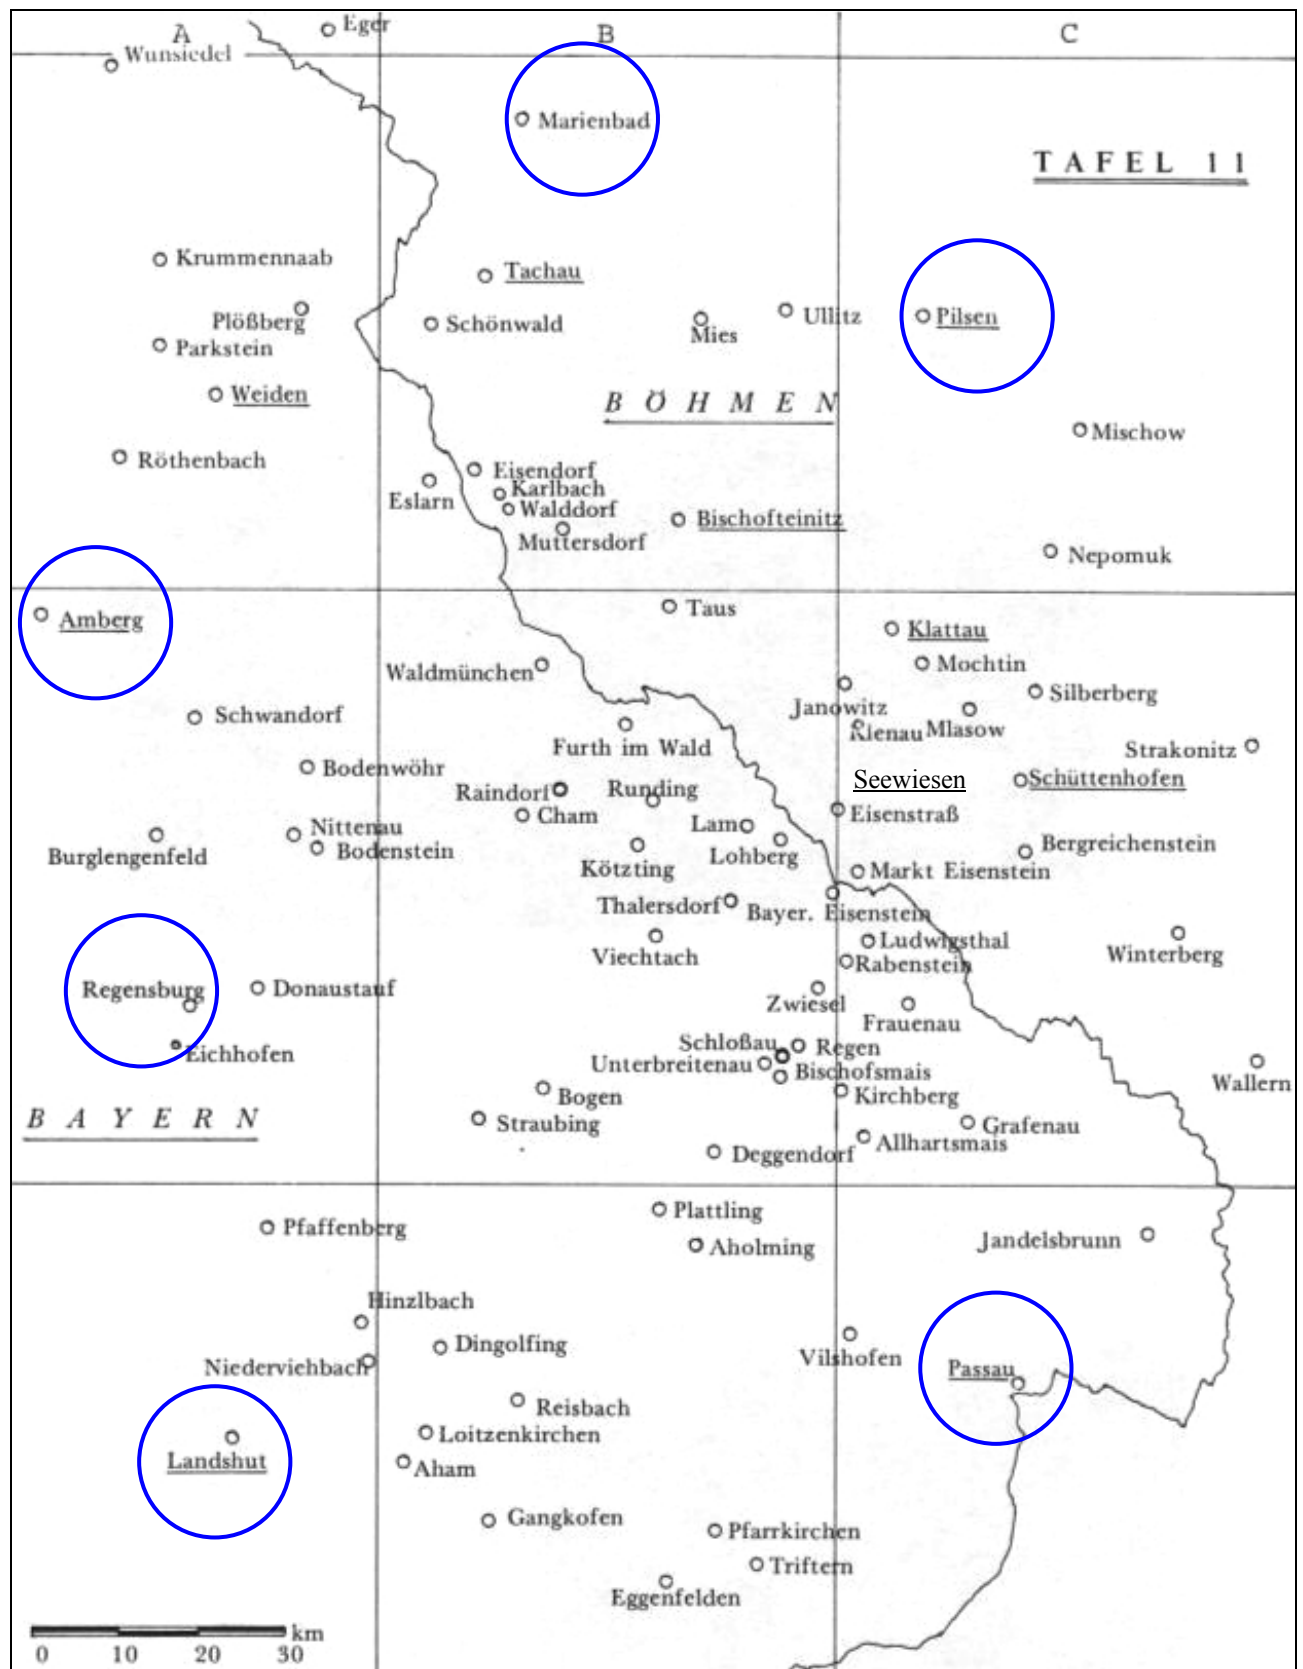 A
B
C
Eger
Wunsiedel
Marienbad
TAFEL 11
Krummennaab
Tachau
Plößberg
Schönwald
Mies
Ullitz
Pilsen
Parkstein
Weiden
BÖHMEN
Mischow
Röthenbach
Eisendorf
Eslarn
Karlbach
Walddorf
Bischofteinitz
Muttersdorf
Nepomuk
Amberg
Taus
Klattau
Waldmünchen
Mochtin
Silberberg
Janowitz
Schwandorf
Klenau
Mlasow
Furth im Wald
Strakonitz
Bodenwöhr
Seewiesen
Schüttenhofen
Raindorf
Runding
Cham
Eisenstraß
Nittenau
Lam
Burglengenfeld
Bodenstein
Lohberg
Bergreichenstein
Kötzting
Markt Eisenstein
Thalersdorf
Bayer. Eisenstein
Viechtach
Ludwigsthal
Winterberg
Rabenstein
Regensburg
Donaustauf
Zwiesel
Frauenau
Eichhofen
Schloßau
Regen
Unterbreitenau
Bischofsmais
Wallern
Bogen
Kirchberg
BAYERN
Straubing
Grafenau
Allhartsmais
Deggendorf
Plattling
Pfaffenberg
Aholming
Jandelsbrunn
Hinzlbach
Dingolfing
Vilshofen
Niederviehbach
Passau
Reisbach
Loitzenkirchen
Landshut
Aham
Gangkofen
Pfarrkirchen
Triftern
Eggenfelden
km
0 10 20 30